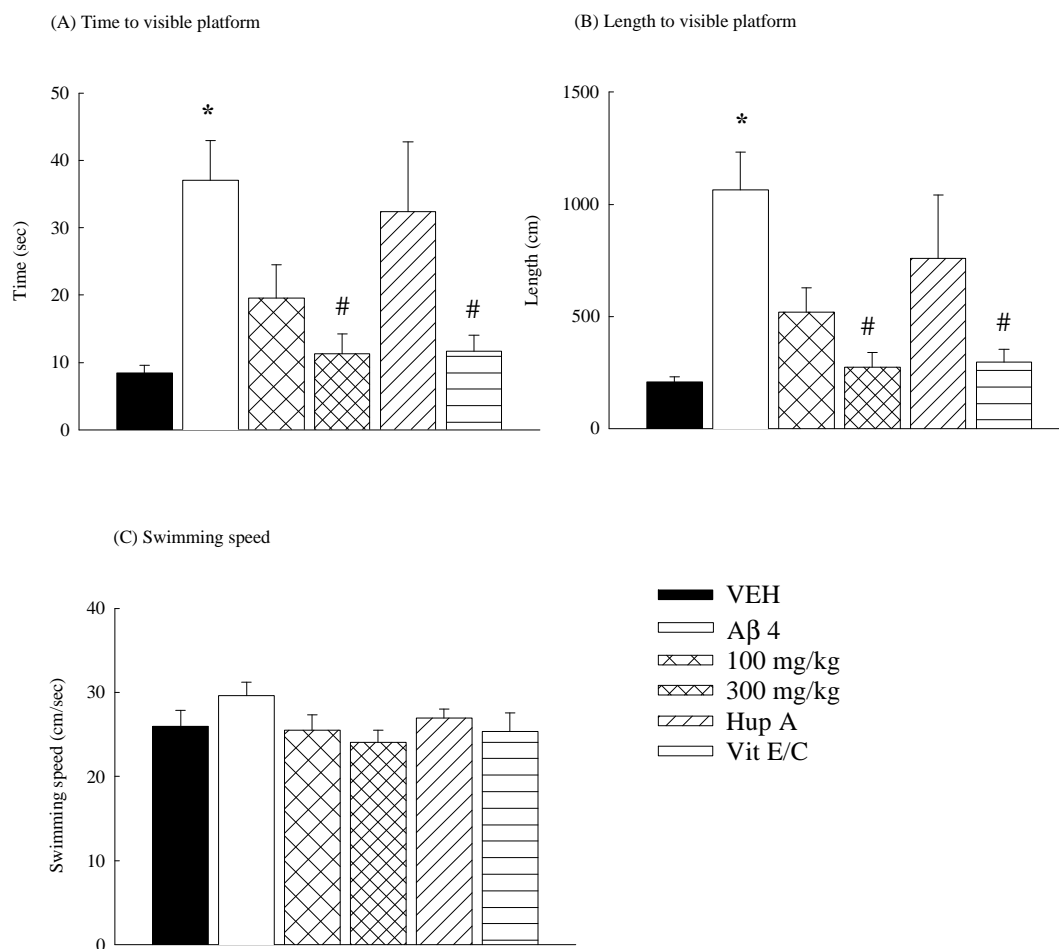 (A) Time to visible platform
(B) Length to visible platform
50
40
30
20
10
0
Time (sec)
*
#
#
1500
1000
500
0
Length (cm)
*
#
#
(C) Swimming speed
40
30
20
10
0
Swimming speed (cm/sec)
VEH
Aβ 4
100 mg/kg
300 mg/kg
Hup A
Vit E/C